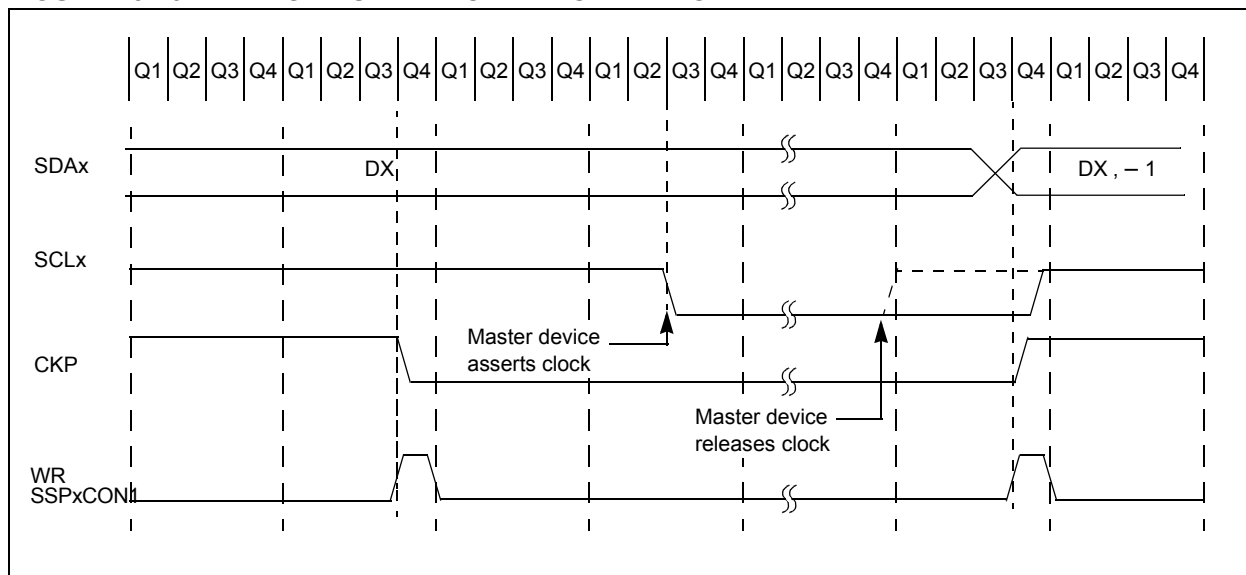 Q1 Q2 Q3 Q4 Q1 Q2 Q3 Q4 Q1 Q2 Q3 Q4 Q1 Q2 Q3 Q4 Q1 Q2 Q3 Q4 Q1 Q2 Q3 Q4 Q1 Q2 Q3 Q4
SDAx
DX
DX , – 1
SCLx
Master device
asserts clock
CKP
Master device
releases clock
WR
SSPxCON1